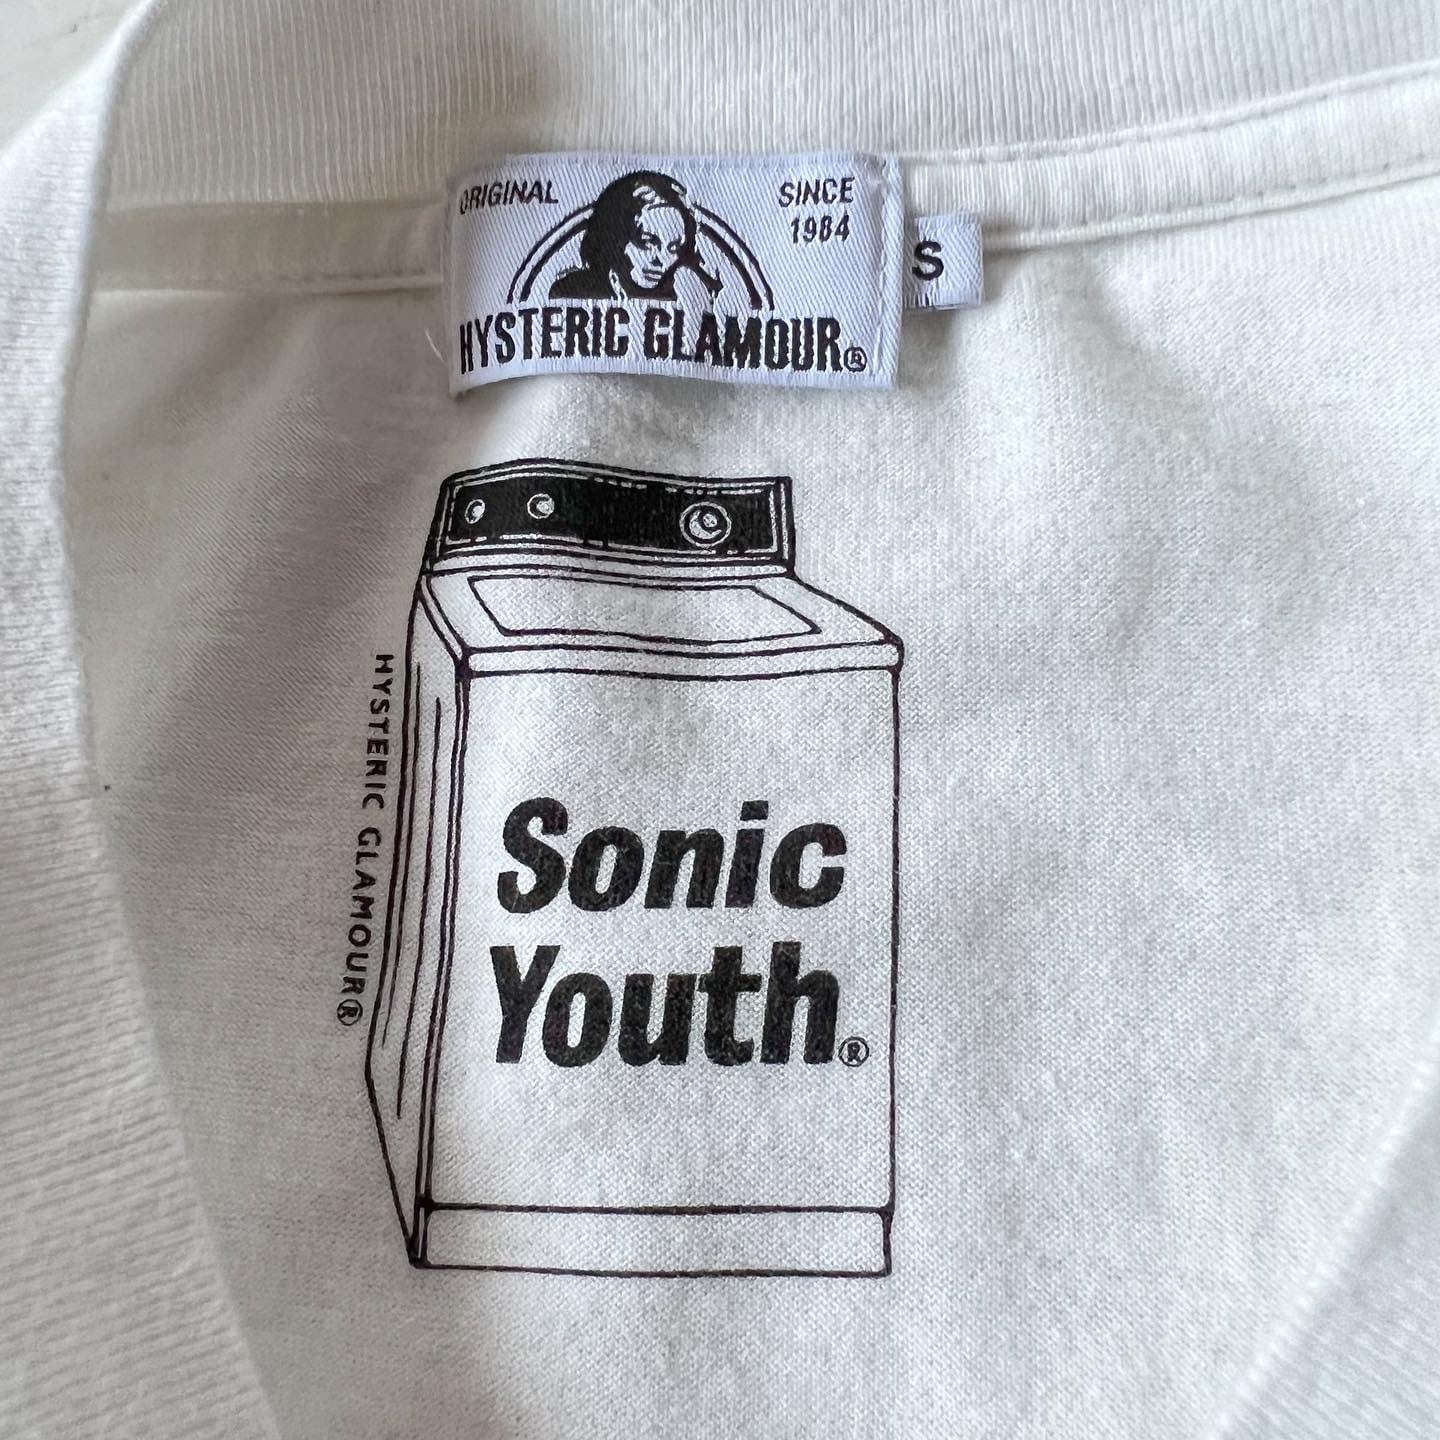 ORIGINAL
SINCE
1984
HYSTERIC GLAMOUR®
S
HYSTERIC GLAMOUR®
Sonic
Youth®